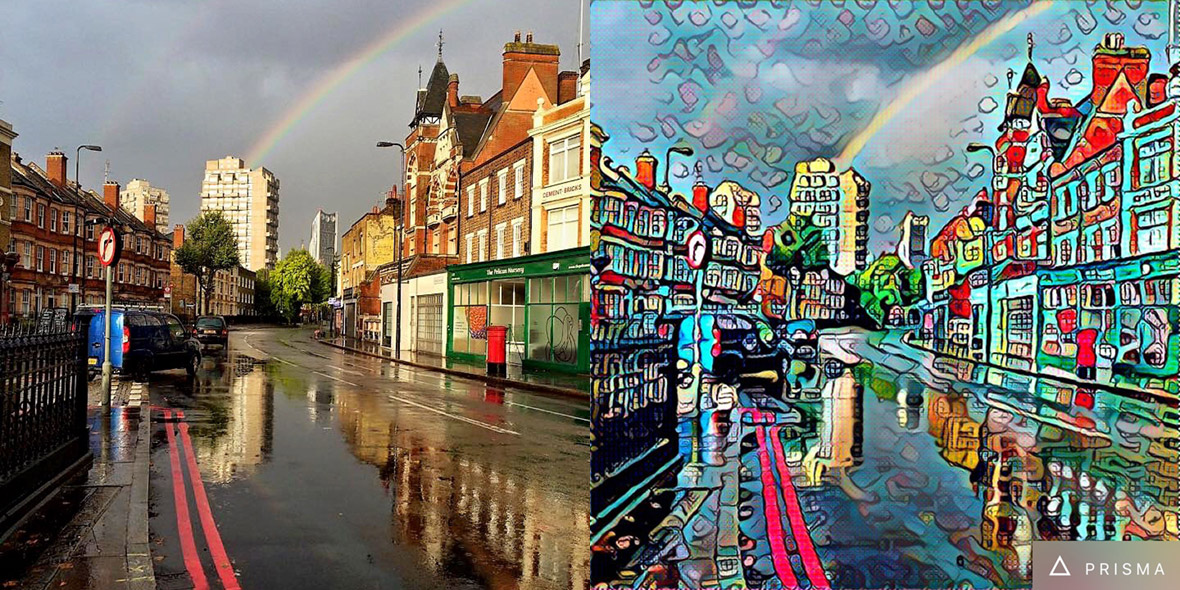 CEMENT-BRICKS
The Pelican Nursery
PRISMA